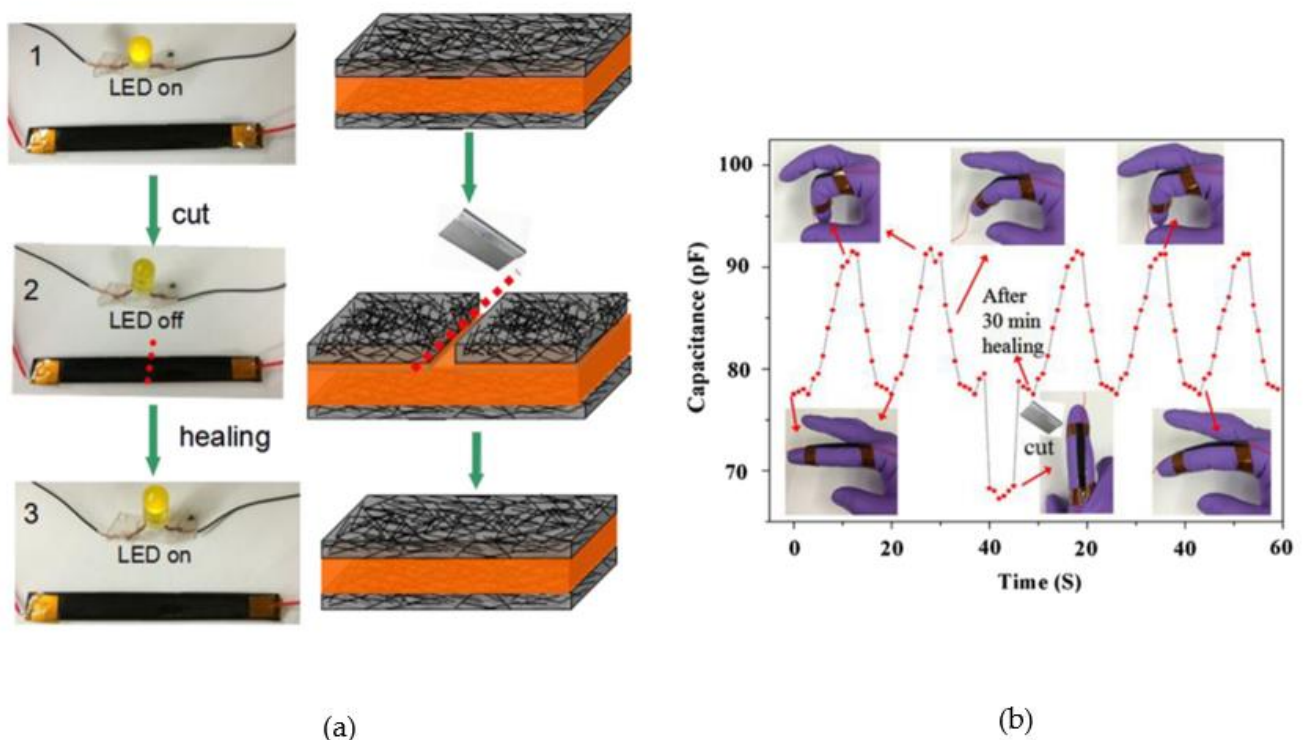 1
LED on
cut
2
LED off
healing
3
LED on
(a)
100
90
80
70
Capacitance (pF)
After
30 min
healing
cut
0
20
40
20
40
60
Time (S)
(b)